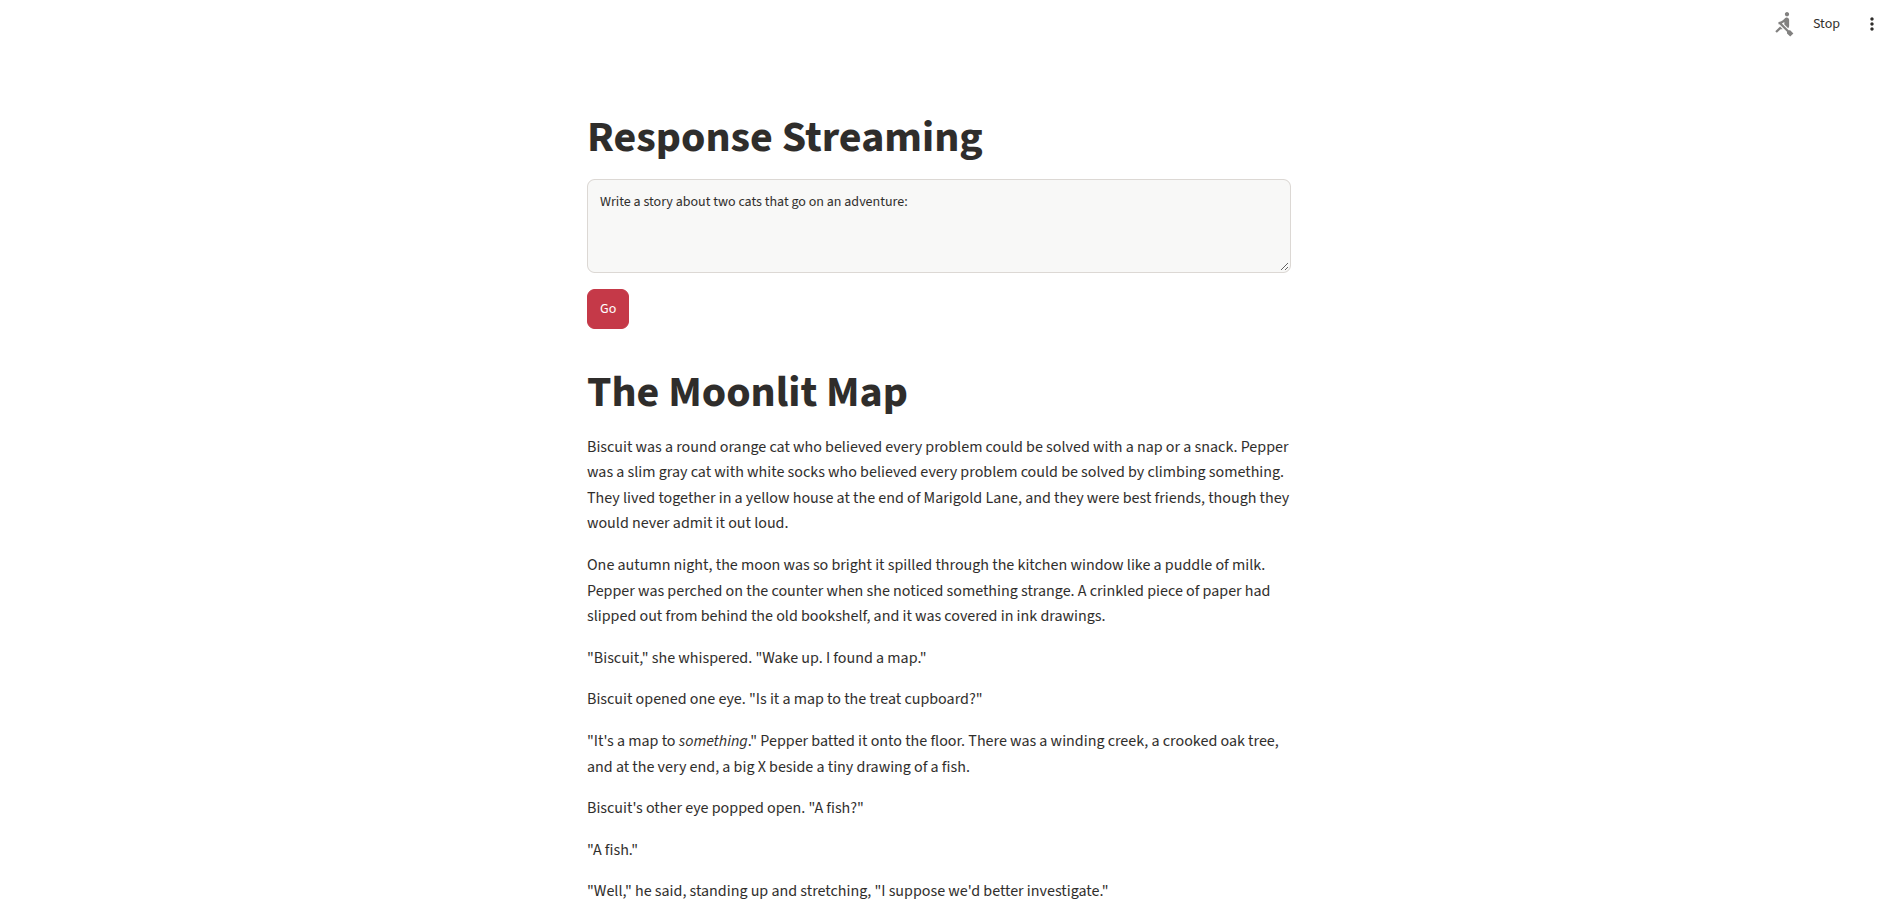 Stop
Response Streaming
Write a story about two cats that go on an adventure:
Go
The Moonlit Map
Biscuit was a round orange cat who believed every problem could be solved with a nap or a snack. Pepper
was a slim gray cat with white socks who believed every problem could be solved by climbing something.
They lived together in a yellow house at the end of Marigold Lane, and they were best friends, though they
would never admit it out loud.
One autumn night, the moon was so bright it spilled through the kitchen window like a puddle of milk.
Pepper was perched on the counter when she noticed something strange. A crinkled piece of paper had
slipped out from behind the old bookshelf, and it was covered in ink drawings.
"Biscuit," she whispered. "Wake up. I found a map."
Biscuit opened one eye. "Is it a map to the treat cupboard?"
"It's a map to something." Pepper batted it onto the floor. There was a winding creek, a crooked oak tree,
and at the very end, a big X beside a tiny drawing of a fish.
Biscuit's other eye popped open. "A fish?"
"A fish."
"Well," he said, standing up and stretching, "I suppose we'd better investigate."